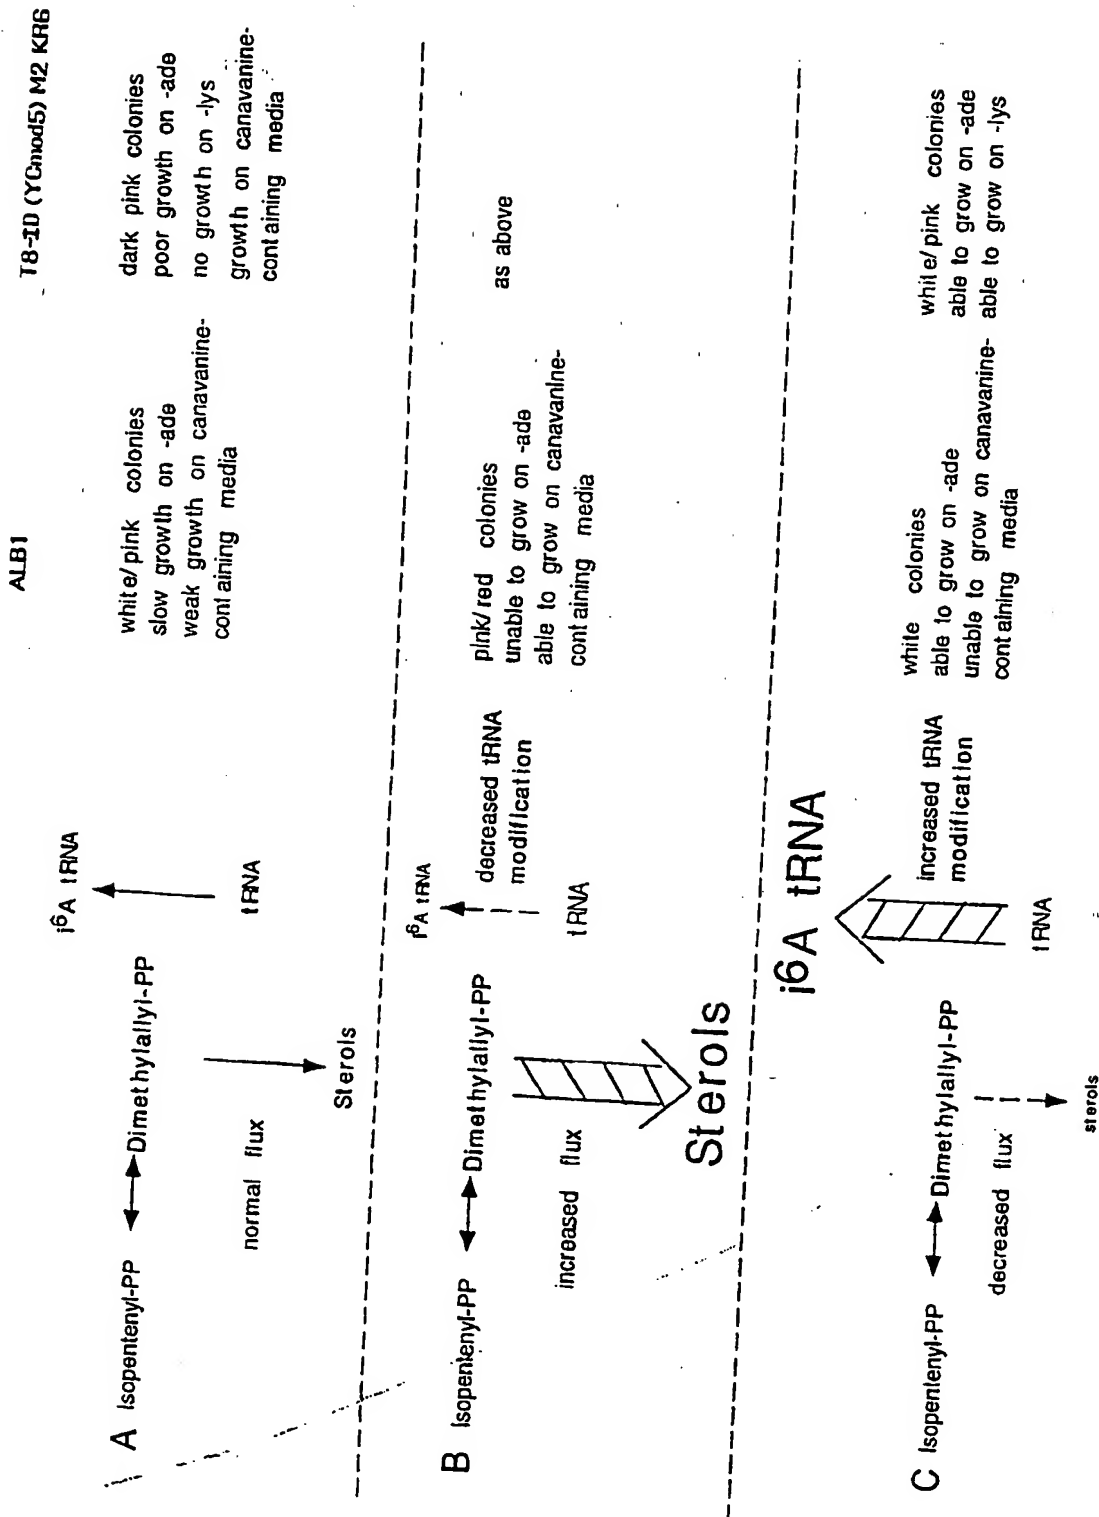 ALB1
T8-1D (YCmod5) M2 KR6
A
Isopentenyl-PP
Dimethylallyl-PP
i6A tRNA
tRNA
normal flux
Sterols
white/pink colonies
slow growth on -ade
weak growth on canavanine-
containing media
dark pink colonies
poor growth on -ade
no growth on -lys
growth on canavanine-
containing media
B
Isopentenyl-PP
Dimethylallyl-PP
i6A tRNA
decreased tRNA
modification
tRNA
increased flux
Sterols
pink/red colonies
unable to grow on -ade
able to grow on canavanine-
containing media
as above
C
Isopentenyl-PP
Dimethylallyl-PP
i6A tRNA
increased tRNA
modification
tRNA
decreased flux
sterols
white colonies
able to grow on -ade
unable to grow on canavanine-
containing media
white/pink colonies
able to grow on -ade
able to grow on -lys